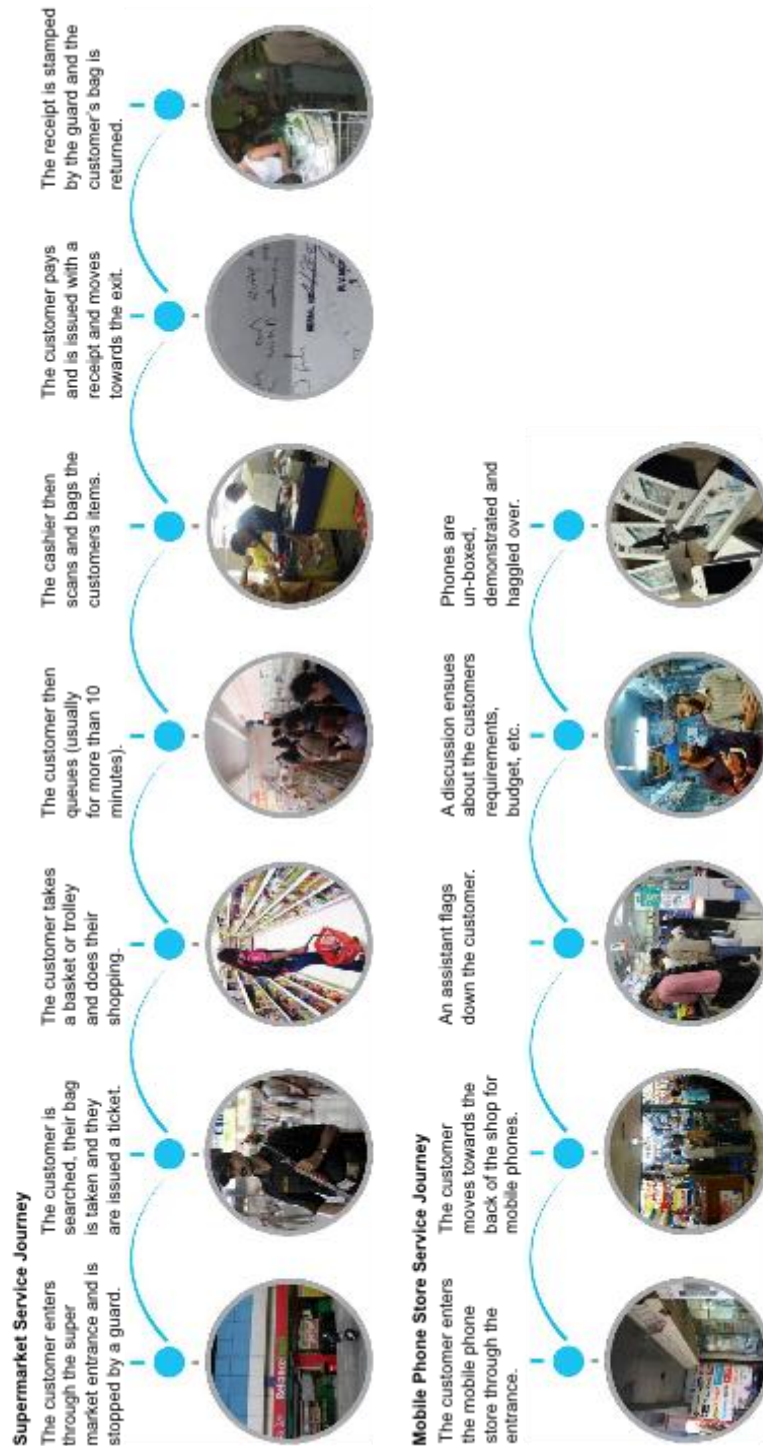 Supermarket Service Journey
The customer enters
through the super
market entrance and is
stopped by a guard.
The customer is
searched, their bag
is taken and they
are issued a ticket.
The customer takes
a basket or trolley
and does their
shopping.
The customer then
queues (usually
for more than 10
minutes).
The cashier then
scans and bags the
customers items.
The customer pays
and is issued with a
receipt and moves
towards the exit.
The receipt is stamped
by the guard and the
customer's bag is
returned.
Mobile Phone Store Service Journey
The customer enters
the mobile phone
store through the
entrance.
The customer
moves towards the
back of the shop for
mobile phones.
An assistant flags
down the customer.
A discussion ensues
about the customers
requirements,
budget, etc.
Phones are
un-boxed,
demonstrated and
haggled over.